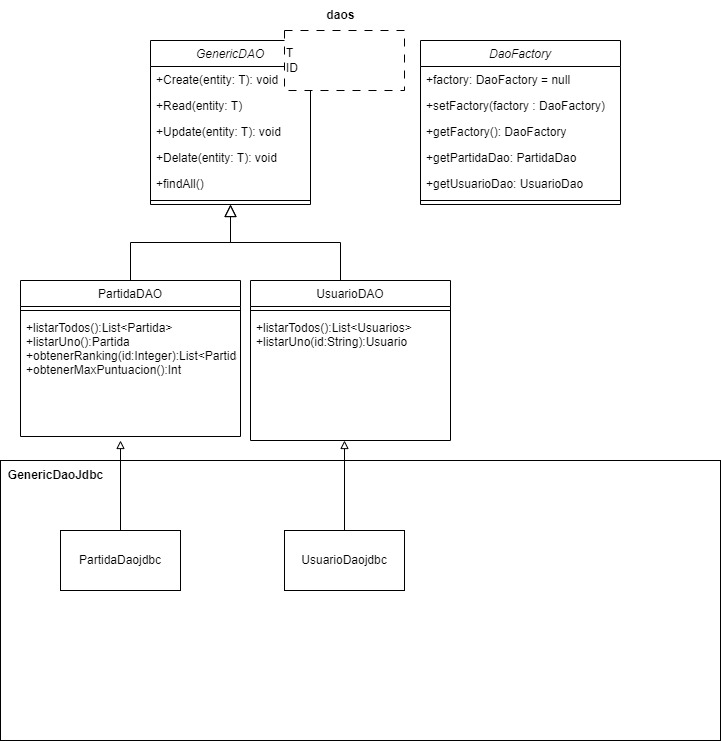 daos
GenericDAO
T
ID
+Create(entity: T): void
+Read(entity: T)
+Update(entity: T): void
+Delate(entity: T): void
+findAll()
DaoFactory
+factory: DaoFactory = null
+setFactory(factory : DaoFactory)
+getFactory(): DaoFactory
+getPartidaDao: PartidaDao
+getUsuarioDao: UsuarioDao
PartidaDAO
+listarTodos():List<Partida>
+listarUno():Partida
+obtenerRanking(id:Integer):List<Partid
+obtenerMaxPuntuacion():Int
UsuarioDAO
+listarTodos():List<Usuarios>
+listarUno(id:String):Usuario
GenericDaoJdbc
PartidaDaojdbc
UsuarioDaojdbc